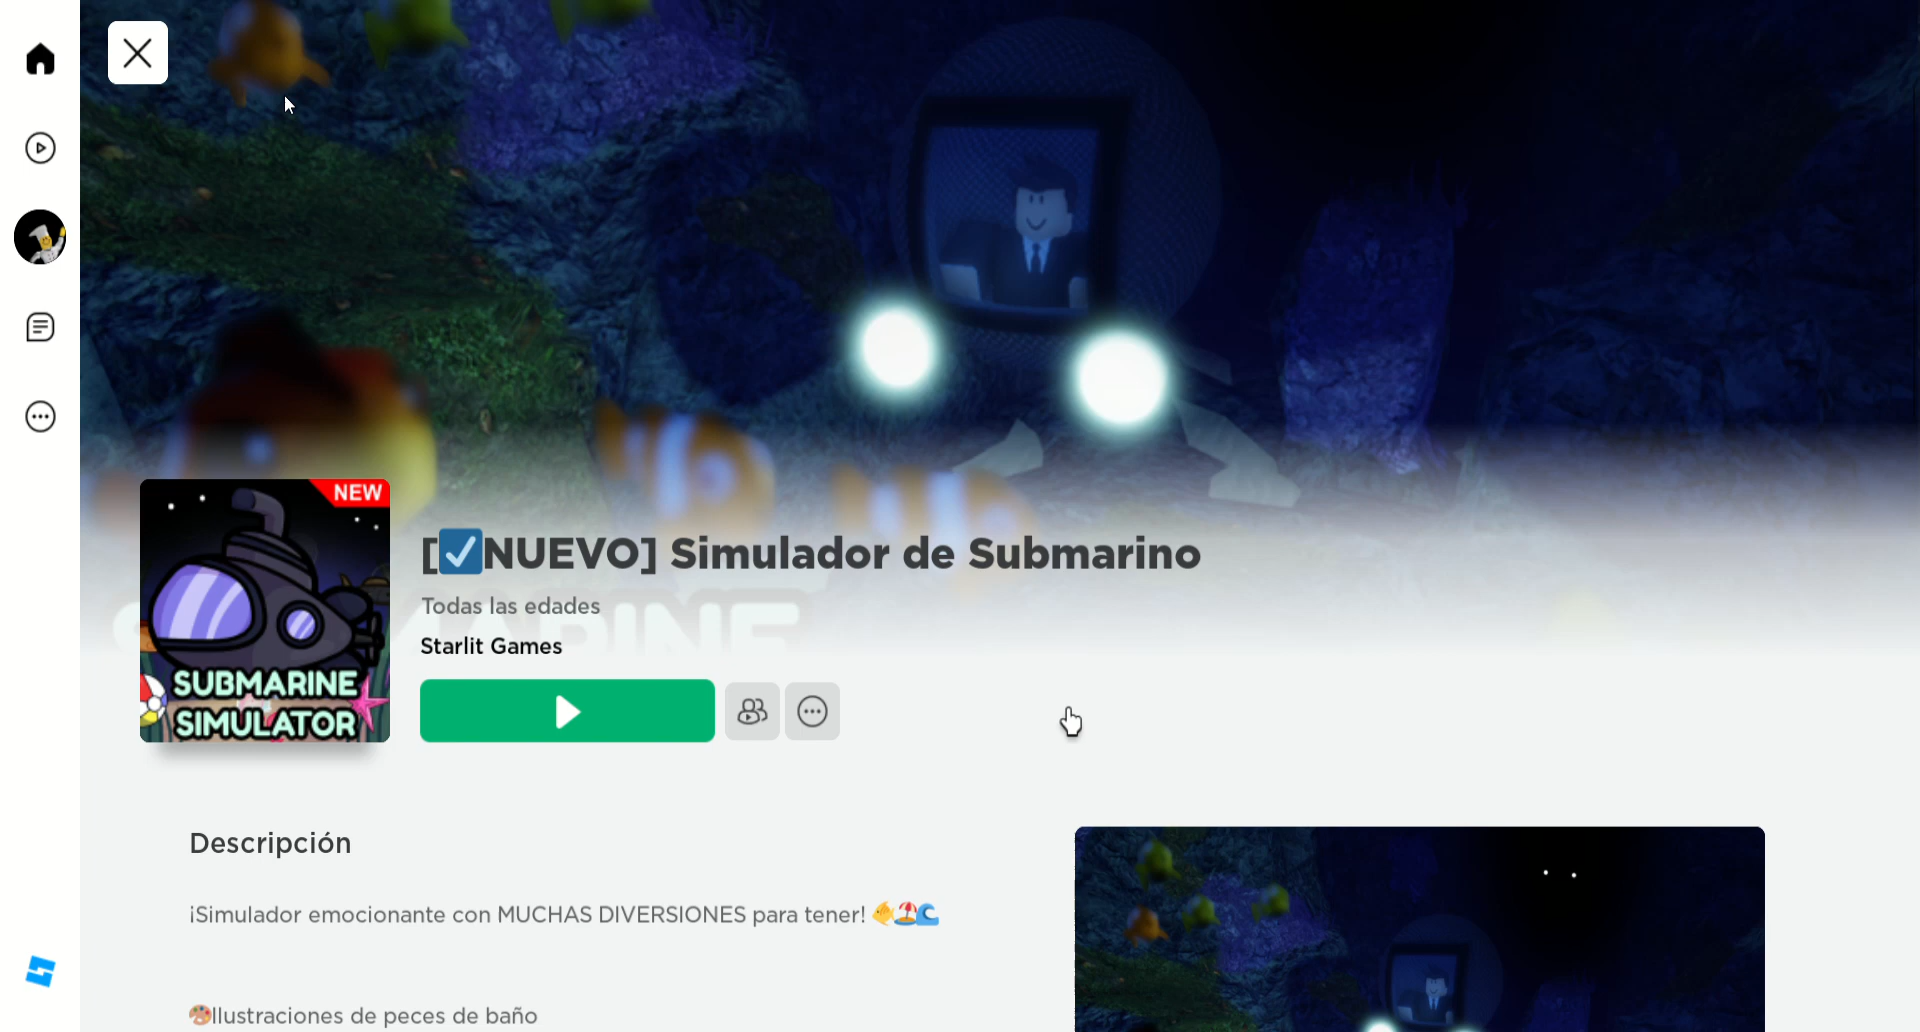 NEW
SUBMARINE
SIMULATOR
[☑NUEVO] Simulador de Submarino
Todas las edades
Starlit Games
Descripción
¡Simulador emocionante con MUCHAS DIVERSIONES para tener! 🐠🏖🌊
🎨Ilustraciones de peces de baño